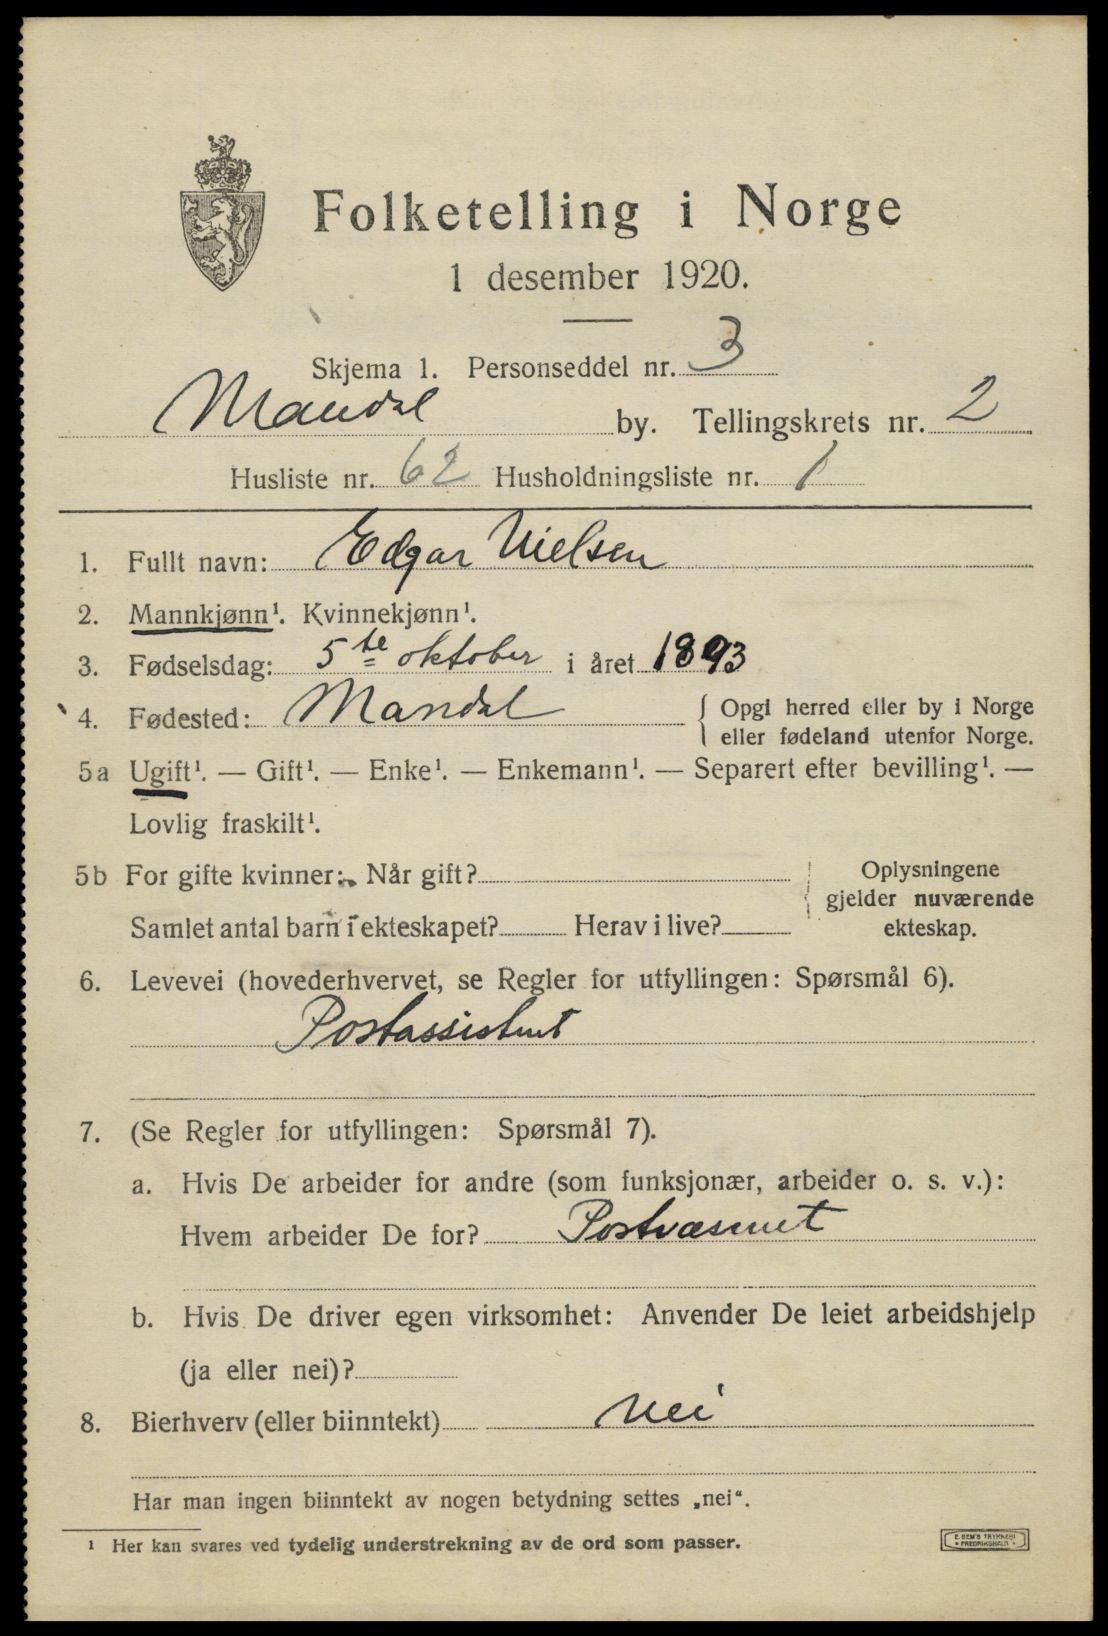 Folketelling i Norge
1 desember 1920.
Skjema 1. Personseddel nr. 3
Mandal by. Tellingskrets nr. 2
Husliste nr. 62 Husholdningsliste nr. 1
1. Fullt navn: Edgar Nielsen
2. Mannkjønn¹. Kvinnekjønn¹.
3. Fødselsdag: 5te oktober i året 1893
4. Fødested: Mandal { Opgi herred eller by i Norge
eller fødeland utenfor Norge.
5a Ugift¹. — Gift¹. — Enke¹. — Enkemann¹. — Separert efter bevilling¹. —
Lovlig fraskilt¹.
5b For gifte kvinner: Når gift? Oplysningene
gjelder nuværende
Samlet antal barn i ekteskapet? Herav i live? ekteskap.
6. Levevei (hovederhvervet, se Regler for utfyllingen: Spørsmål 6).
Postassistent
7. (Se Regler for utfyllingen: Spørsmål 7).
a. Hvis De arbeider for andre (som funksjonær, arbeider o. s. v.):
Hvem arbeider De for? Postvæsenet
b. Hvis De driver egen virksomhet: Anvender De leiet arbeidshjelp
(ja eller nei)?
8. Bierhverv (eller biinntekt) Nei
Har man ingen biinntekt av nogen betydning settes „nei“.
¹ Her kan svares ved tydelig understrekning av de ord som passer.
E. SEM'S TRYKKERI
• FREDRIKSHALD •